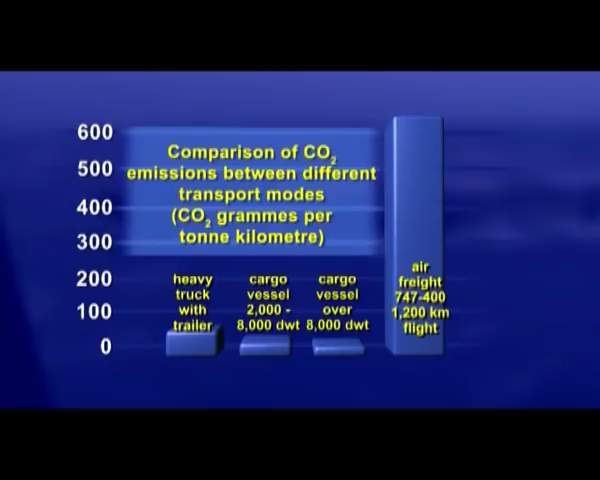 600
500
400
300
200
100
0
Comparison of CO₂
emissions between different
transport modes
(CO₂ grammes per
tonne kilometre)
heavy
truck
with
trailer
cargo
vessel
2,000 -
8,000 dwt
cargo
vessel
over
8,000 dwt
air
freight
747-400
1,200 km
flight